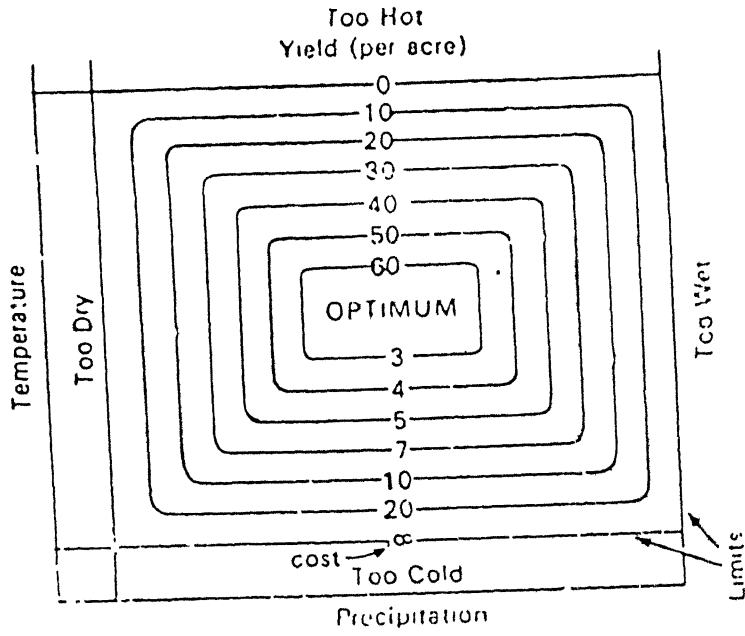 Too Hot
Yield (per acre)
0
10
20
30
40
50
60
OPTIMUM
3
4
5
7
10
20
∞
cost
Too Cold
Precipitation
Temperature
Too Dry
Too Wet
Limits